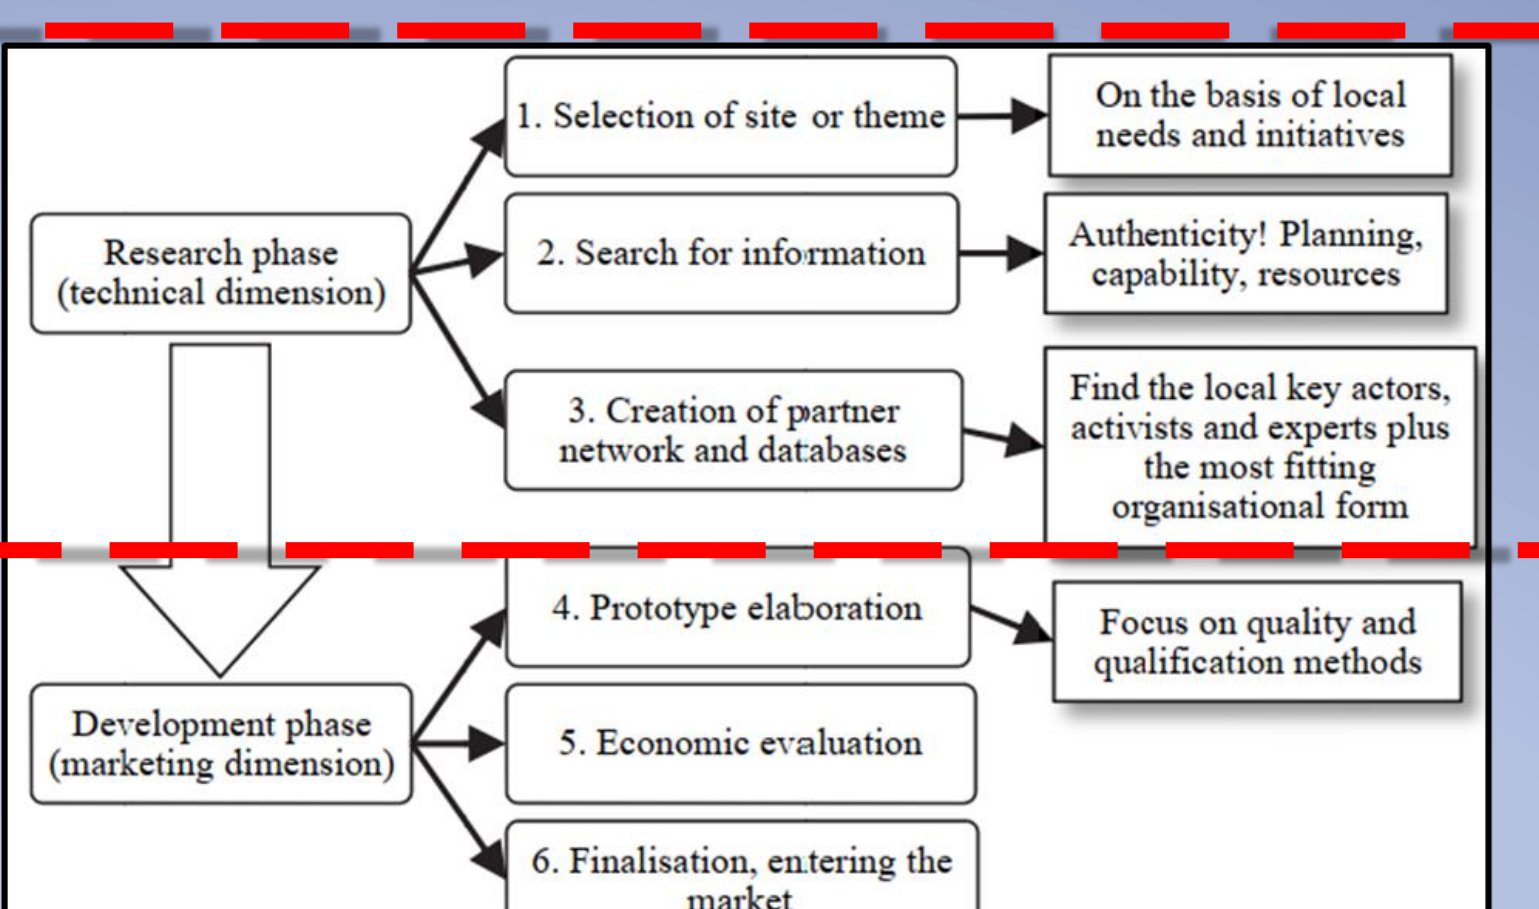 1. Selection of site or theme
On the basis of local
needs and initiatives
Research phase
(technical dimension)
2. Search for information
Authenticity! Planning,
capability, resources
3. Creation of partner
network and databases
Find the local key actors,
activists and experts plus
the most fitting
organisational form
4. Prototype elaboration
Focus on quality and
qualification methods
Development phase
(marketing dimension)
5. Economic evaluation
6. Finalisation, entering the
market